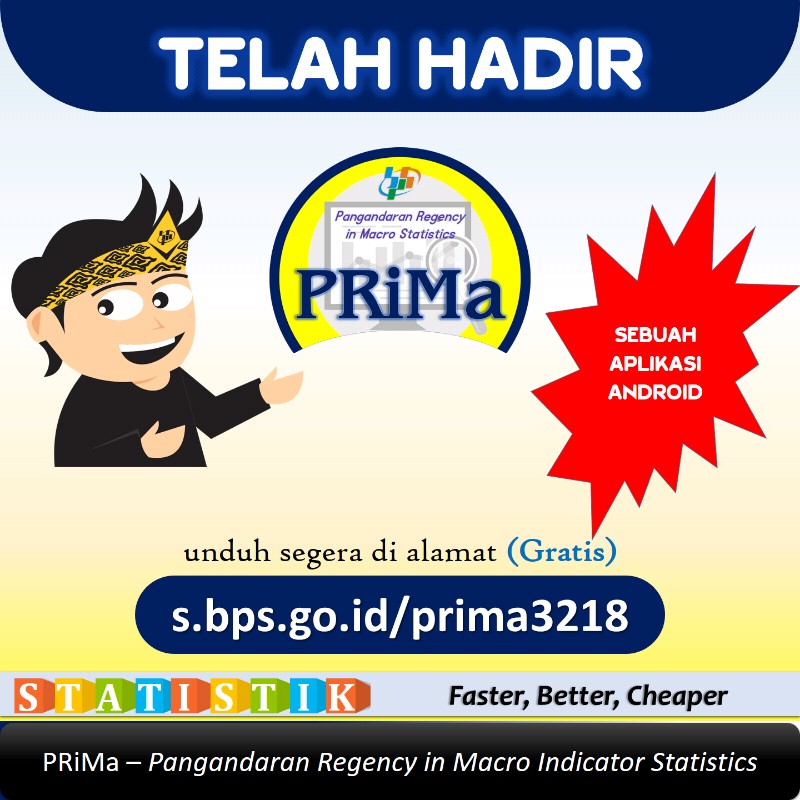 TELAH HADIR
Pangandaran Regency
in Macro Statistics
PRiMa
SEBUAH
APLIKASI
ANDROID
unduh segera di alamat (Gratis)
s.bps.go.id/prima3218
STATISTIK
Faster, Better, Cheaper
PRiMa – Pangandaran Regency in Macro Indicator Statistics